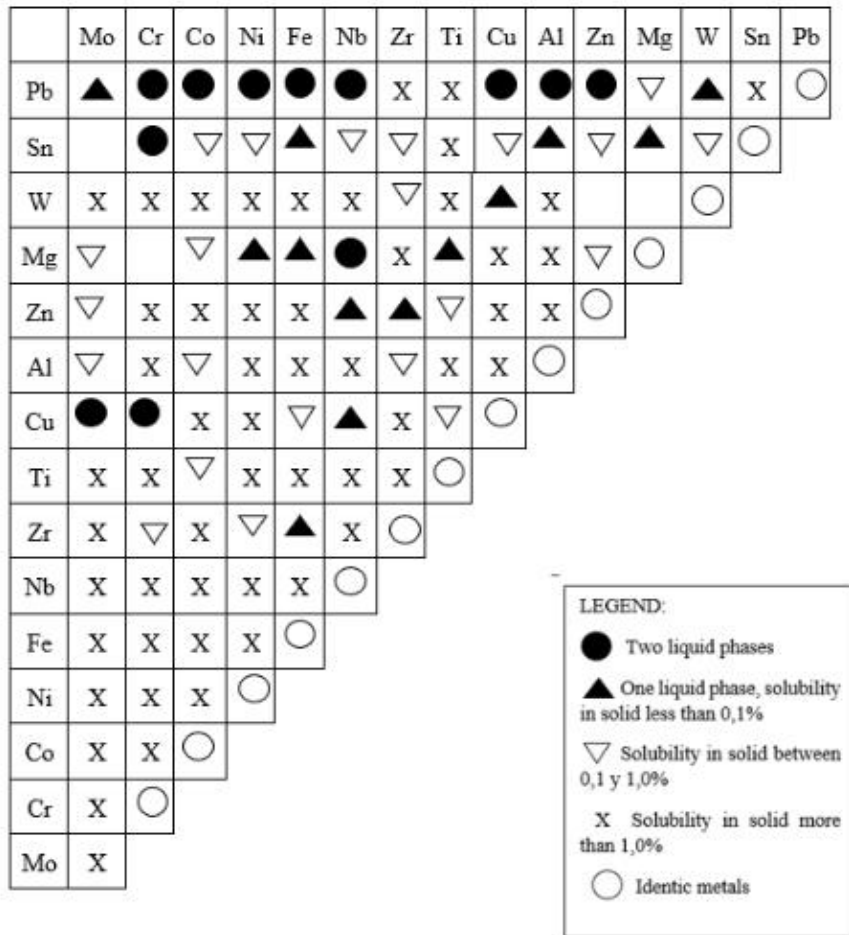 Mo Cr Co Ni Fe Nb Zr Ti Cu Al Zn Mg W Sn Pb
Pb X X X
Sn X
W X X X X X X X X
Mg X X X
Zn X X X X X X
Al X X X X X X
Cu X X X
Ti X X X X X X
Zr X X X
Nb X X X X X
Fe X X X X
Ni X X X
Co X X
Cr X
Mo X
LEGEND:
Two liquid phases
One liquid phase, solubility
in solid less than 0,1%
Solubility in solid between
0,1 y 1,0%
X Solubility in solid more
than 1,0%
Identic metals